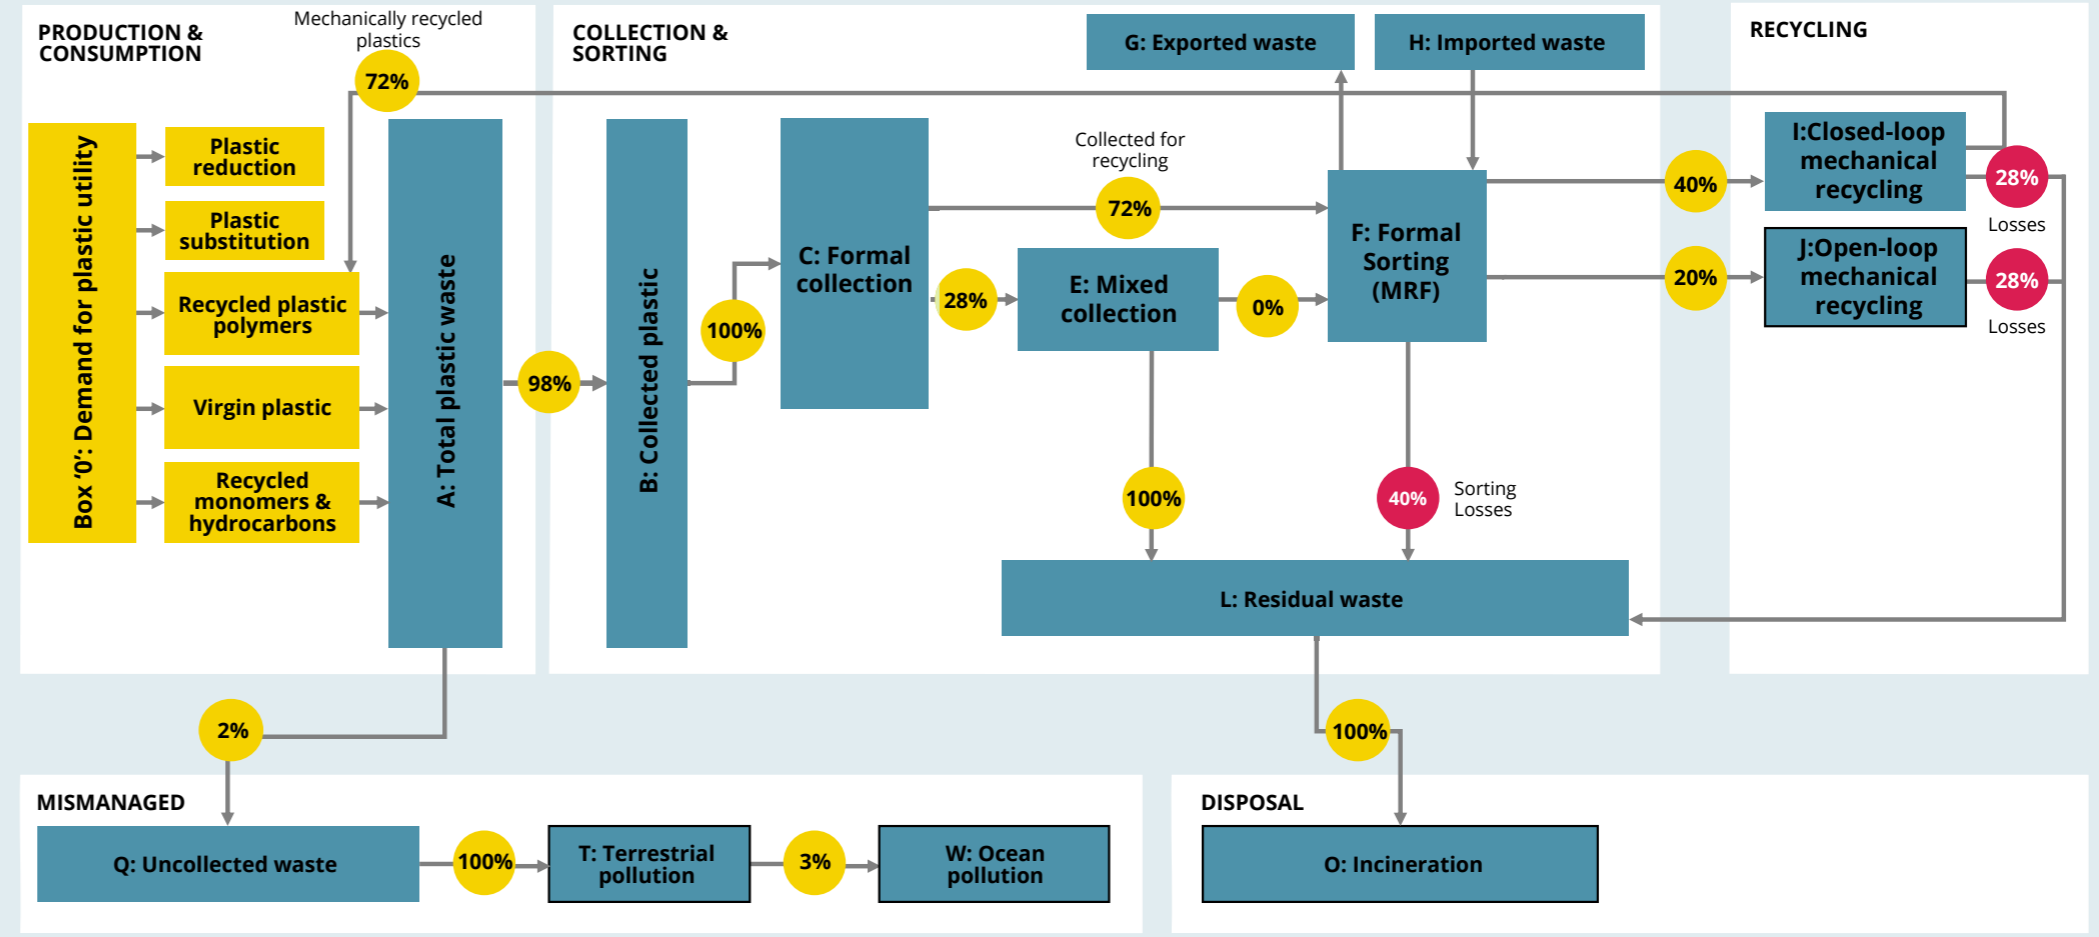 PRODUCTION &
CONSUMPTION
Mechanically recycled
plastics
72%
Box ‘0’: Demand for plastic utility
Plastic
reduction
Plastic
substitution
Recycled plastic
polymers
Virgin plastic
Recycled
monomers &
hydrocarbons
A: Total plastic waste
98%
COLLECTION &
SORTING
B: Collected plastic
100%
C: Formal
collection
Collected for
recycling
72%
28%
E: Mixed
collection
0%
G: Exported waste
H: Imported waste
F: Formal
Sorting
(MRF)
100%
40%
Sorting
Losses
L: Residual waste
40%
20%
RECYCLING
I:Closed-loop
mechanical
recycling
28%
Losses
J:Open-loop
mechanical
recycling
28%
Losses
2%
100%
MISMANAGED
Q: Uncollected waste
100%
T: Terrestrial
pollution
3%
W: Ocean
pollution
DISPOSAL
O: Incineration